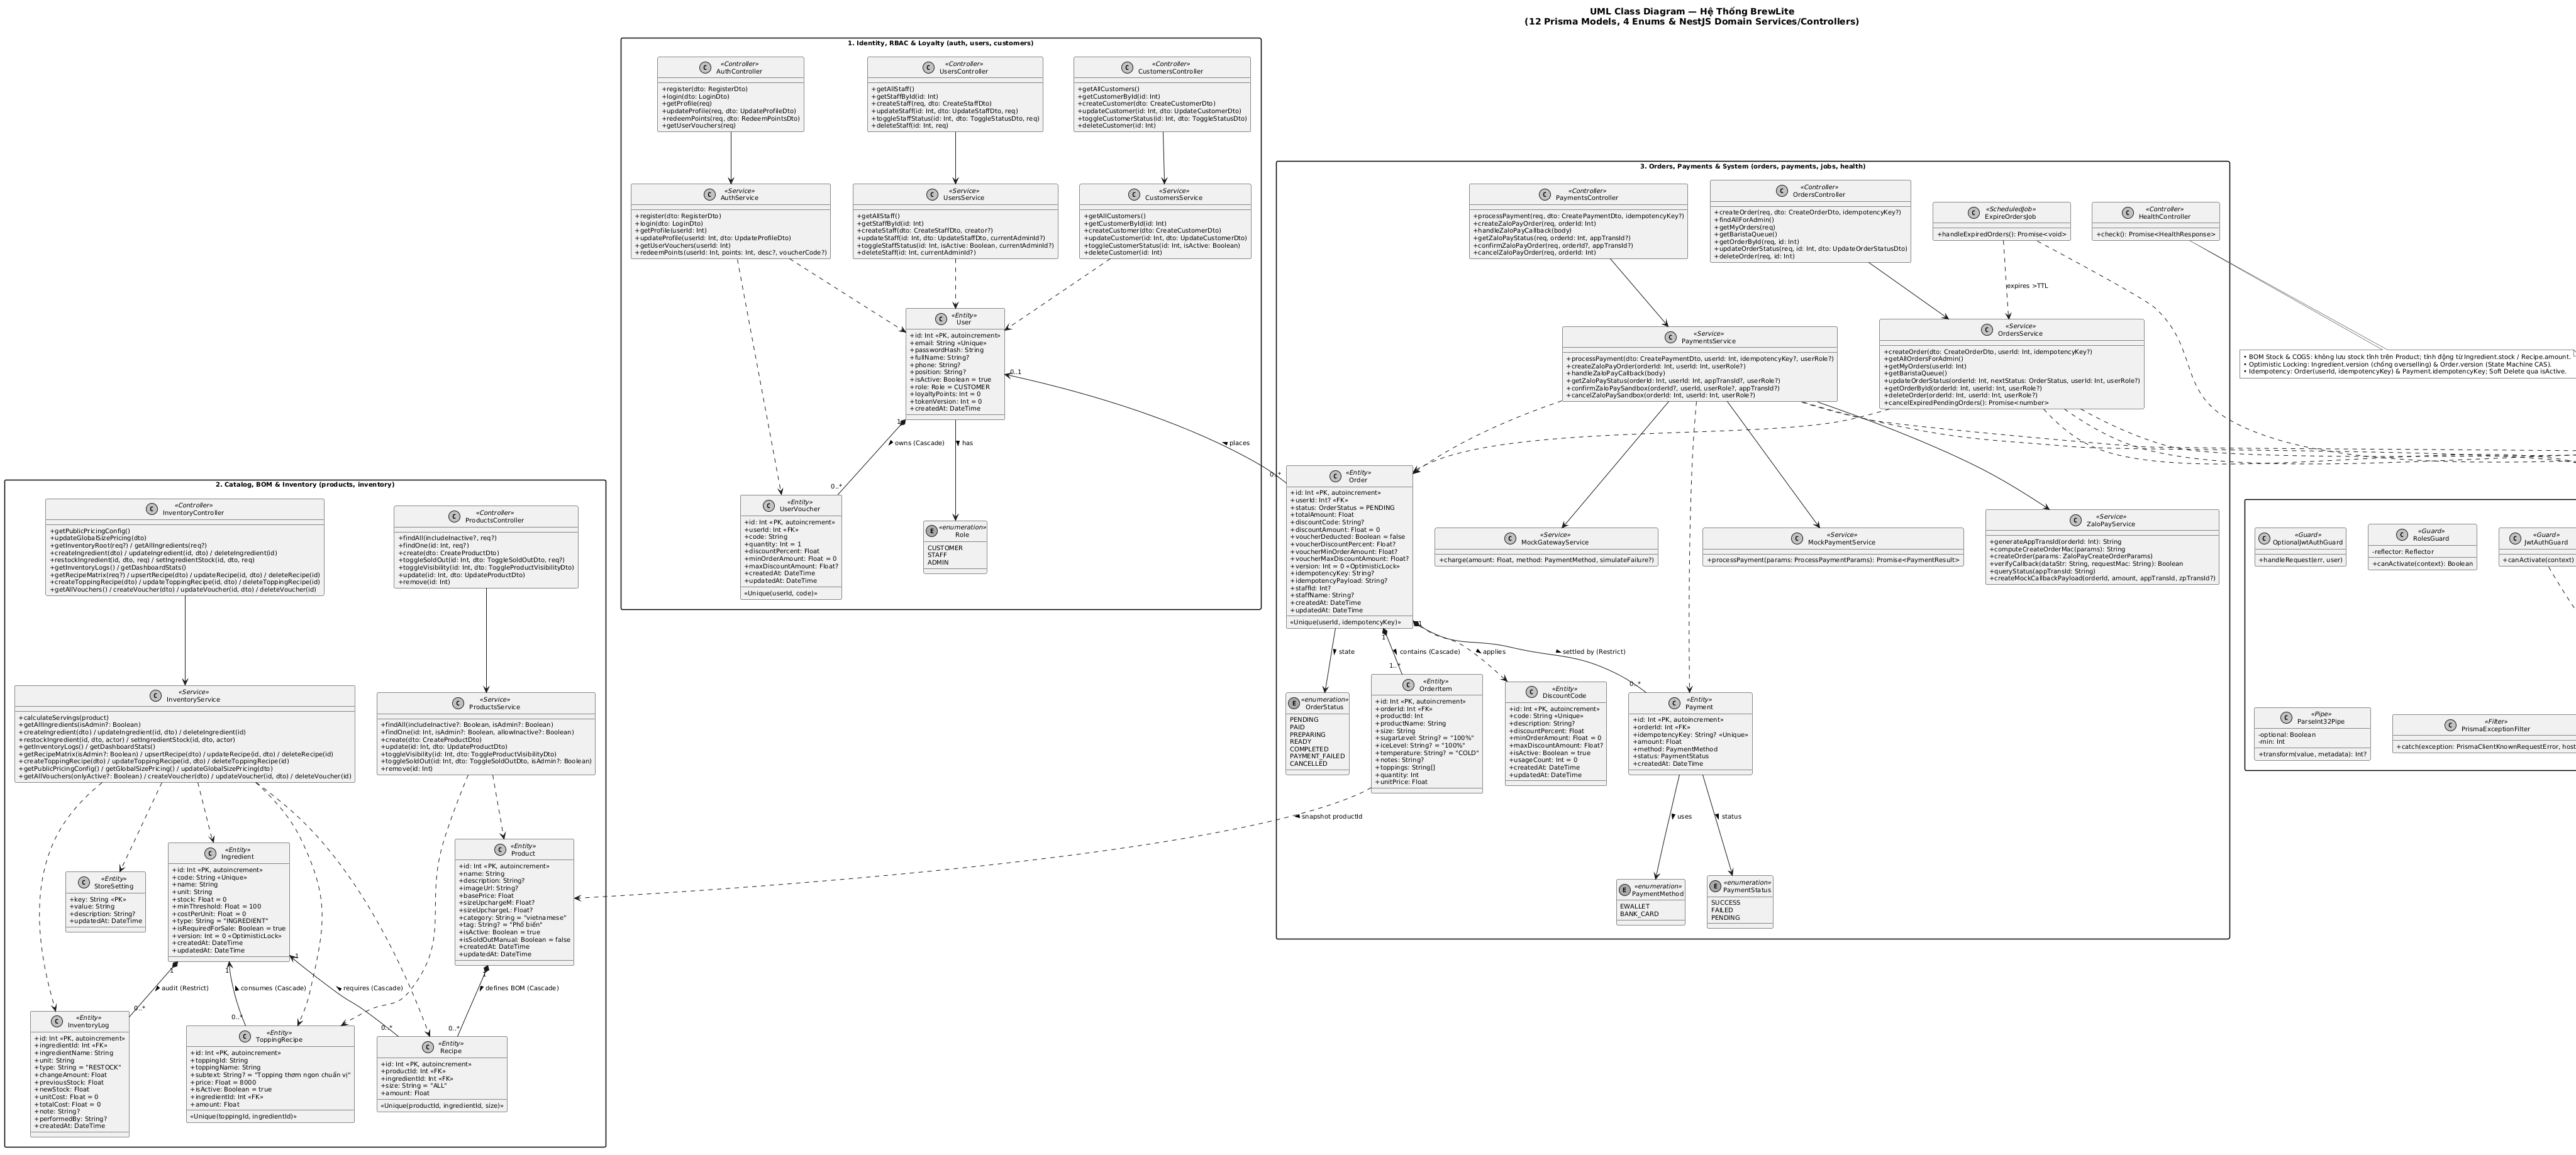 UML Class Diagram — Hệ Thống BrewLite
(12 Prisma Models, 4 Enums & NestJS Domain Services/Controllers)
1. Identity, RBAC & Loyalty (auth, users, customers)
C
«Controller»
AuthController
+register(dto: RegisterDto)
+login(dto: LoginDto)
+getProfile(req)
+updateProfile(req, dto: UpdateProfileDto)
+redeemPoints(req, dto: RedeemPointsDto)
+getUserVouchers(req)
C
«Controller»
UsersController
+getAllStaff()
+getStaffById(id: Int)
+createStaff(req, dto: CreateStaffDto)
+updateStaff(id: Int, dto: UpdateStaffDto, req)
+toggleStaffStatus(id: Int, dto: ToggleStatusDto, req)
+deleteStaff(id: Int, req)
C
«Controller»
CustomersController
+getAllCustomers()
+getCustomerById(id: Int)
+createCustomer(dto: CreateCustomerDto)
+updateCustomer(id: Int, dto: UpdateCustomerDto)
+toggleCustomerStatus(id: Int, dto: ToggleStatusDto)
+deleteCustomer(id: Int)
C
«Service»
AuthService
+register(dto: RegisterDto)
+login(dto: LoginDto)
+getProfile(userId: Int)
+updateProfile(userId: Int, dto: UpdateProfileDto)
+getUserVouchers(userId: Int)
+redeemPoints(userId: Int, points: Int, desc?, voucherCode?)
C
«Service»
UsersService
+getAllStaff()
+getStaffById(id: Int)
+createStaff(dto: CreateStaffDto, creator?)
+updateStaff(id: Int, dto: UpdateStaffDto, currentAdminId?)
+toggleStaffStatus(id: Int, isActive: Boolean, currentAdminId?)
+deleteStaff(id: Int, currentAdminId?)
C
«Service»
CustomersService
+getAllCustomers()
+getCustomerById(id: Int)
+createCustomer(dto: CreateCustomerDto)
+updateCustomer(id: Int, dto: UpdateCustomerDto)
+toggleCustomerStatus(id: Int, isActive: Boolean)
+deleteCustomer(id: Int)
C
«Entity»
User
+id: Int «PK, autoincrement»
+email: String «Unique»
+passwordHash: String
+fullName: String?
+phone: String?
+position: String?
+isActive: Boolean = true
+role: Role = CUSTOMER
+loyaltyPoints: Int = 0
+tokenVersion: Int = 0
+createdAt: DateTime
0..1
1
owns (Cascade)
has
places
0..*
0..*
C
«Entity»
UserVoucher
+id: Int «PK, autoincrement»
+userId: Int «FK»
+code: String
+quantity: Int = 1
+discountPercent: Float
+minOrderAmount: Float = 0
+maxDiscountAmount: Float?
+createdAt: DateTime
+updatedAt: DateTime
«Unique(userId, code)»
E
«enumeration»
Role
CUSTOMER
STAFF
ADMIN
3. Orders, Payments & System (orders, payments, jobs, health)
C
«Controller»
PaymentsController
+processPayment(req, dto: CreatePaymentDto, idempotencyKey?)
+createZaloPayOrder(req, orderId: Int)
+handleZaloPayCallback(body)
+getZaloPayStatus(req, orderId: Int, appTransId?)
+confirmZaloPayOrder(req, orderId?, appTransId?)
+cancelZaloPayOrder(req, orderId: Int)
C
«Controller»
OrdersController
+createOrder(req, dto: CreateOrderDto, idempotencyKey?)
+findAllForAdmin()
+getMyOrders(req)
+getBaristaQueue()
+getOrderById(req, id: Int)
+updateOrderStatus(req, id: Int, dto: UpdateOrderStatusDto)
+deleteOrder(req, id: Int)
C
«ScheduledJob»
ExpireOrdersJob
+handleExpiredOrders(): Promise<void>
C
«Controller»
HealthController
+check(): Promise<HealthResponse>
expires >TTL
C
«Service»
PaymentsService
+processPayment(dto: CreatePaymentDto, userId: Int, idempotencyKey?, userRole?)
+createZaloPayOrder(orderId: Int, userId: Int, userRole?)
+handleZaloPayCallback(body)
+getZaloPayStatus(orderId: Int, userId: Int, appTransId?, userRole?)
+confirmZaloPaySandbox(orderId?, userId, userRole?, appTransId?)
+cancelZaloPaySandbox(orderId: Int, userId: Int, userRole?)
C
«Service»
OrdersService
+createOrder(dto: CreateOrderDto, userId: Int, idempotencyKey?)
+getAllOrdersForAdmin()
+getMyOrders(userId: Int)
+getBaristaQueue()
+updateOrderStatus(orderId: Int, nextStatus: OrderStatus, userId: Int, userRole?)
+getOrderById(orderId: Int, userId: Int, userRole?)
+deleteOrder(orderId: Int, userId: Int, userRole?)
+cancelExpiredPendingOrders(): Promise<number>
• BOM Stock & COGS: không lưu stock tĩnh trên Product; tính động từ Ingredient.stock / Recipe.amount.
• Optimistic Locking: Ingredient.version (chống overselling) & Order.version (State Machine CAS).
• Idempotency: Order(userId, idempotencyKey) & Payment.idempotencyKey; Soft Delete qua isActive.
C
«Entity»
Order
+id: Int «PK, autoincrement»
+userId: Int? «FK»
+status: OrderStatus = PENDING
+totalAmount: Float
+discountCode: String?
+discountAmount: Float = 0
+voucherDeducted: Boolean = false
+voucherDiscountPercent: Float?
+voucherMinOrderAmount: Float?
+voucherMaxDiscountAmount: Float?
+version: Int = 0 «OptimisticLock»
+idempotencyKey: String?
+idempotencyPayload: String?
+staffId: Int?
+staffName: String?
+createdAt: DateTime
+updatedAt: DateTime
«Unique(userId, idempotencyKey)»
C
«Service»
MockGatewayService
+charge(amount: Float, method: PaymentMethod, simulateFailure?)
C
«Service»
MockPaymentService
+processPayment(params: ProcessPaymentParams): Promise<PaymentResult>
C
«Service»
ZaloPayService
+generateAppTransId(orderId: Int): String
+computeCreateOrderMac(params): String
+createOrder(params: ZaloPayCreateOrderParams)
+verifyCallback(dataStr: String, requestMac: String): Boolean
+queryStatus(appTransId: String)
+createMockCallbackPayload(orderId, amount, appTransId, zpTransId?)
state
1
contains (Cascade)
1..*
applies
1
settled by (Restrict)
0..*
E
«enumeration»
OrderStatus
PENDING
PAID
PREPARING
READY
COMPLETED
PAYMENT_FAILED
CANCELLED
C
«Entity»
OrderItem
+id: Int «PK, autoincrement»
+orderId: Int «FK»
+productId: Int
+productName: String
+size: String
+sugarLevel: String? = "100%"
+iceLevel: String? = "100%"
+temperature: String? = "COLD"
+notes: String?
+toppings: String[]
+quantity: Int
+unitPrice: Float
C
«Entity»
DiscountCode
+id: Int «PK, autoincrement»
+code: String «Unique»
+description: String?
+discountPercent: Float
+minOrderAmount: Float = 0
+maxDiscountAmount: Float?
+isActive: Boolean = true
+usageCount: Int = 0
+createdAt: DateTime
+updatedAt: DateTime
C
«Entity»
Payment
+id: Int «PK, autoincrement»
+orderId: Int «FK»
+idempotencyKey: String? «Unique»
+amount: Float
+method: PaymentMethod
+status: PaymentStatus
+createdAt: DateTime
snapshot productId
uses
status
E
«enumeration»
PaymentMethod
EWALLET
BANK_CARD
E
«enumeration»
PaymentStatus
SUCCESS
FAILED
PENDING
C
«Guard»
OptionalJwtAuthGuard
+handleRequest(err, user)
C
«Guard»
RolesGuard
-reflector: Reflector
+canActivate(context): Boolean
C
«Guard»
JwtAuthGuard
+canActivate(context)
C
«Pipe»
ParseInt32Pipe
-optional: Boolean
-min: Int
+transform(value, metadata): Int?
C
«Filter»
PrismaExceptionFilter
+catch(exception: PrismaClientKnownRequestError, host
2. Catalog, BOM & Inventory (products, inventory)
C
«Controller»
InventoryController
+getPublicPricingConfig()
+updateGlobalSizePricing(dto)
+getInventoryRoot(req?) / getAllIngredients(req?)
+createIngredient(dto) / updateIngredient(id, dto) / deleteIngredient(id)
+restockIngredient(id, dto, req) / setIngredientStock(id, dto, req)
+getInventoryLogs() / getDashboardStats()
+getRecipeMatrix(req?) / upsertRecipe(dto) / updateRecipe(id, dto) / deleteRecipe(id)
+createToppingRecipe(dto) / updateToppingRecipe(id, dto) / deleteToppingRecipe(id)
+getAllVouchers() / createVoucher(dto) / updateVoucher(id, dto) / deleteVoucher(id)
C
«Controller»
ProductsController
+findAll(includeInactive?, req?)
+findOne(id: Int, req?)
+create(dto: CreateProductDto)
+toggleSoldOut(id: Int, dto: ToggleSoldOutDto, req?)
+toggleVisibility(id: Int, dto: ToggleProductVisibilityDto)
+update(id: Int, dto: UpdateProductDto)
+remove(id: Int)
C
«Service»
InventoryService
+calculateServings(product)
+getAllIngredients(isAdmin?: Boolean)
+createIngredient(dto) / updateIngredient(id, dto) / deleteIngredient(id)
+restockIngredient(id, dto, actor) / setIngredientStock(id, dto, actor)
+getInventoryLogs() / getDashboardStats()
+getRecipeMatrix(isAdmin?: Boolean) / upsertRecipe(dto) / updateRecipe(id, dto) / deleteRecipe(id)
+createToppingRecipe(dto) / updateToppingRecipe(id, dto) / deleteToppingRecipe(id)
+getPublicPricingConfig() / getGlobalSizePricing() / updateGlobalSizePricing(dto)
+getAllVouchers(onlyActive?: Boolean) / createVoucher(dto) / updateVoucher(id, dto) / deleteVoucher(id)
C
«Service»
ProductsService
+findAll(includeInactive?: Boolean, isAdmin?: Boolean)
+findOne(id: Int, isAdmin?: Boolean, allowInactive?: Boolean)
+create(dto: CreateProductDto)
+update(id: Int, dto: UpdateProductDto)
+toggleVisibility(id: Int, dto: ToggleProductVisibilityDto)
+toggleSoldOut(id: Int, dto: ToggleSoldOutDto, isAdmin?: Boolean)
+remove(id: Int)
C
«Entity»
StoreSetting
+key: String «PK»
+value: String
+description: String?
+updatedAt: DateTime
C
«Entity»
Ingredient
+id: Int «PK, autoincrement»
+code: String «Unique»
+name: String
+unit: String
+stock: Float = 0
+minThreshold: Float = 100
+costPerUnit: Float = 0
+type: String = "INGREDIENT"
+isRequiredForSale: Boolean = true
+version: Int = 0 «OptimisticLock»
+createdAt: DateTime
+updatedAt: DateTime
C
«Entity»
Product
+id: Int «PK, autoincrement»
+name: String
+description: String?
+imageUrl: String?
+basePrice: Float
+sizeUpchargeM: Float?
+sizeUpchargeL: Float?
+category: String = "vietnamese"
+tag: String? = "Phổ biến"
+isActive: Boolean = true
+isSoldOutManual: Boolean = false
+createdAt: DateTime
+updatedAt: DateTime
1
audit (Restrict)
0..*
1
consumes (Cascade)
0..*
1
requires (Cascade)
0..*
1
defines BOM (Cascade)
0..*
C
«Entity»
InventoryLog
+id: Int «PK, autoincrement»
+ingredientId: Int «FK»
+ingredientName: String
+unit: String
+type: String = "RESTOCK"
+changeAmount: Float
+previousStock: Float
+newStock: Float
+unitCost: Float = 0
+totalCost: Float = 0
+note: String?
+performedBy: String?
+createdAt: DateTime
C
«Entity»
ToppingRecipe
+id: Int «PK, autoincrement»
+toppingId: String
+toppingName: String
+subtext: String? = "Topping thơm ngon chuẩn vị"
+price: Float = 8000
+isActive: Boolean = true
+ingredientId: Int «FK»
+amount: Float
«Unique(toppingId, ingredientId)»
C
«Entity»
Recipe
+id: Int «PK, autoincrement»
+productId: Int «FK»
+ingredientId: Int «FK»
+size: String = "ALL"
+amount: Float
«Unique(productId, ingredientId, size)»